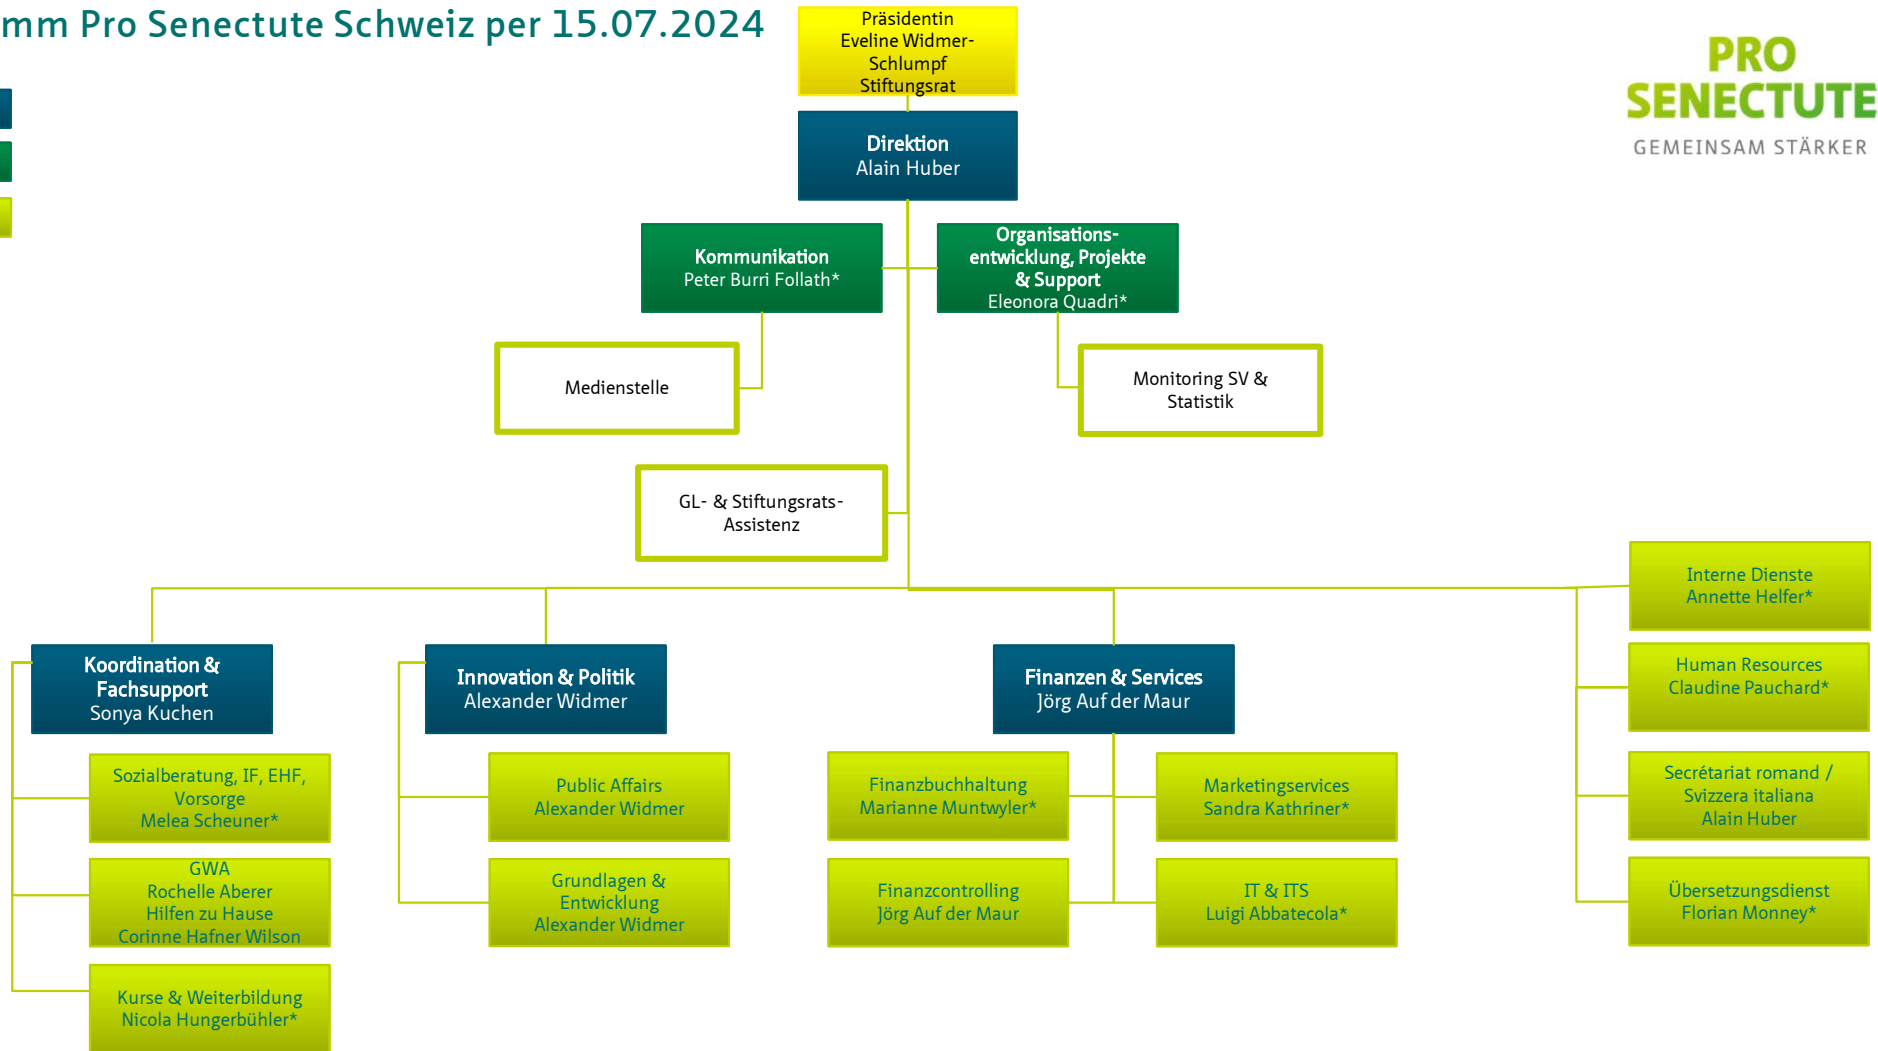 mm Pro Senectute Schweiz per 15.07.2024
PRO
SENECTUTE
GEMEINSAM STÄRKER
Präsidentin
Eveline Widmer-
Schlumpf
Stiftungsrat
Direktion
Alain Huber
Kommunikation
Peter Burri Follath*
Organisations-
entwicklung, Projekte
& Support
Eleonora Quadri*
Medienstelle
Monitoring SV &
Statistik
GL- & Stiftungsrats-
Assistenz
Koordination &
Fachsupport
Sonya Kuchen
Sozialberatung, IF, EHF,
Vorsorge
Melea Scheuner*
GWA
Rochelle Aberer
Hilfen zu Hause
Corinne Hafner Wilson
Kurse & Weiterbildung
Nicola Hungerbühler*
Innovation & Politik
Alexander Widmer
Public Affairs
Alexander Widmer
Grundlagen &
Entwicklung
Alexander Widmer
Finanzen & Services
Jörg Auf der Maur
Finanzbuchhaltung
Marianne Muntwyler*
Finanzcontrolling
Jörg Auf der Maur
Marketingservices
Sandra Kathriner*
IT & ITS
Luigi Abbatecola*
Interne Dienste
Annette Helfer*
Human Resources
Claudine Pauchard*
Secrétariat romand /
Svizzera italiana
Alain Huber
Übersetzungsdienst
Florian Monney*